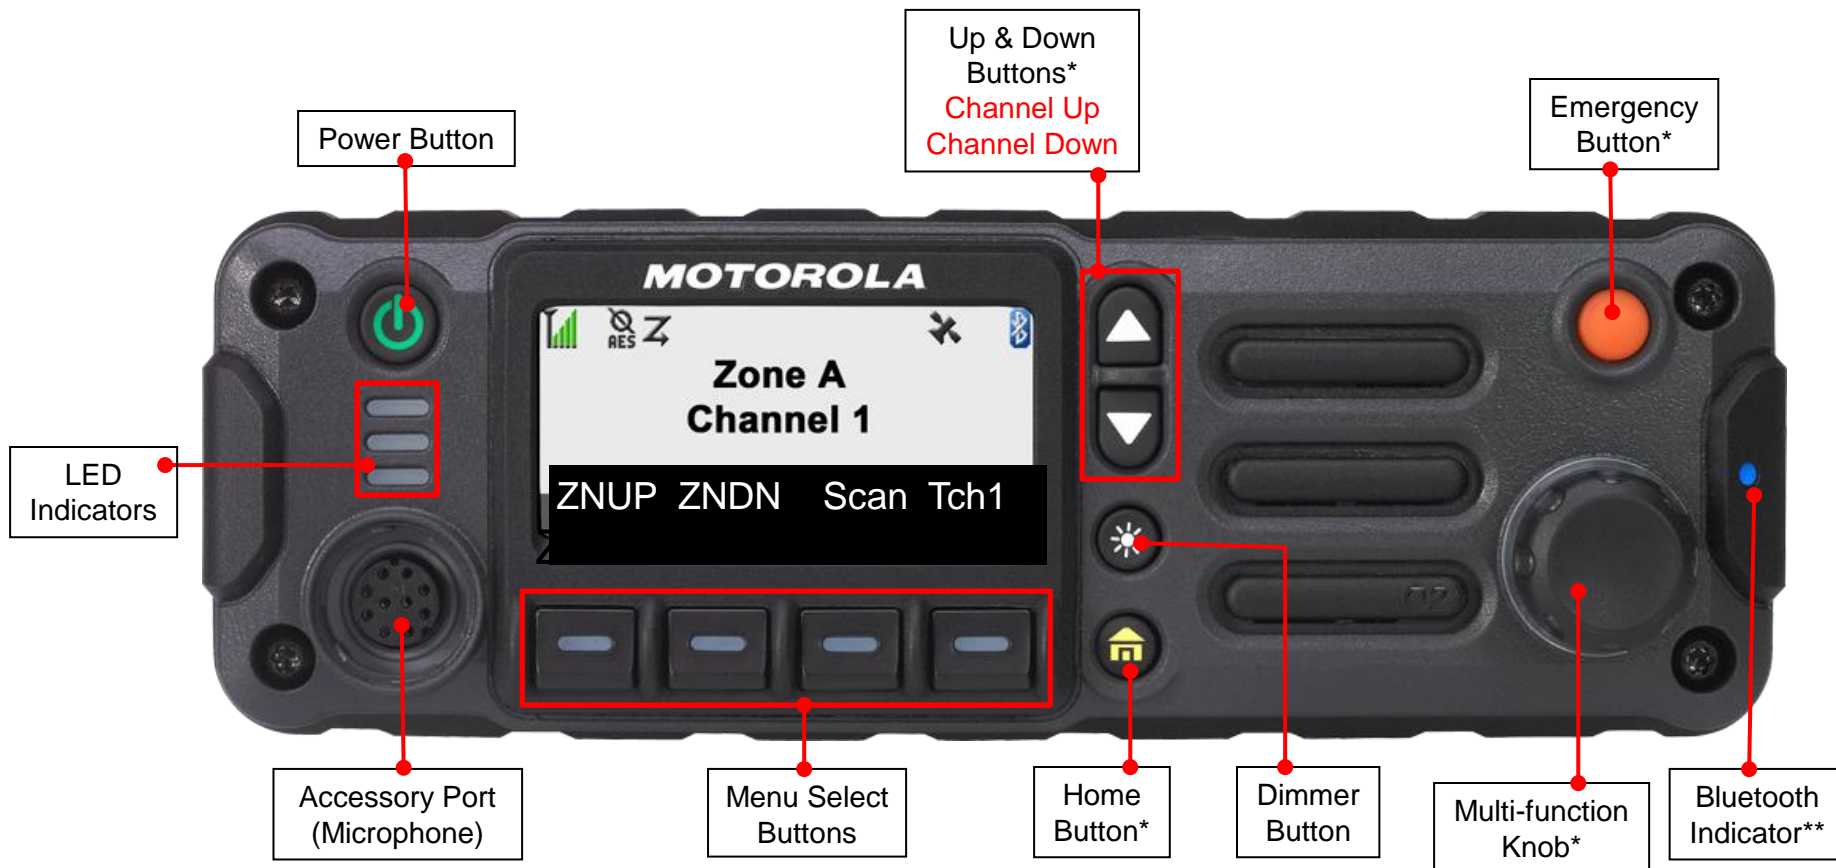 Up & Down
Buttons*
Channel Up
Channel Down
Emergency
Button*
Power Button
MOTOROLA
AES
Zone A
Channel 1
ZNUP ZNDN Scan Tch1
LED
Indicators
Accessory Port
(Microphone)
Menu Select
Buttons
Home
Button*
Dimmer
Button
Multi-function
Knob*
Bluetooth
Indicator**